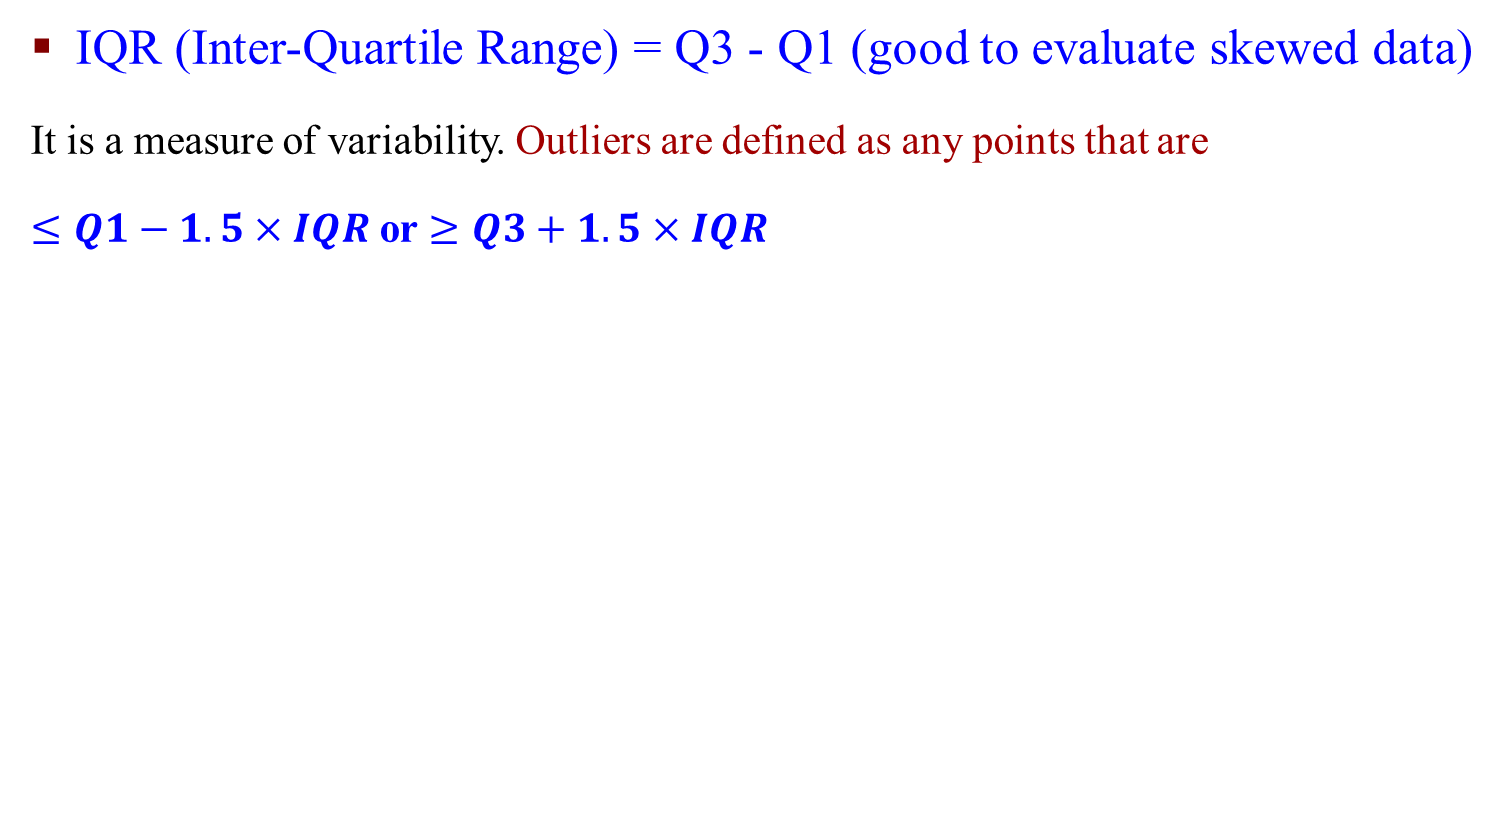 ▪ IQR (Inter-Quartile Range) = Q3 - Q1 (good to evaluate skewed data)
It is a measure of variability. Outliers are defined as any points that are
≤ Q1 − 1.5 × IQR or ≥ Q3 + 1.5 × IQR